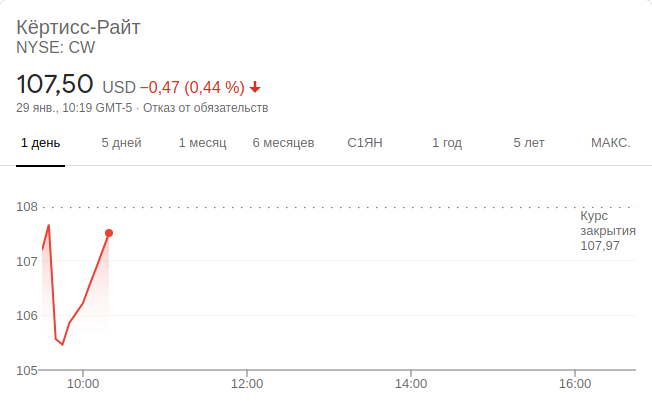 Кёртисс-Райт
NYSE: CW
107,50 USD −0,47 (0,44 %)
29 янв., 10:19 GMT-5 · Отказ от обязательств
1 день 5 дней 1 месяц 6 месяцев С1ЯН 1 год 5 лет МАКС.
108
Курс
закрытия
107,97
107
106
105
10:00 12:00 14:00 16:00